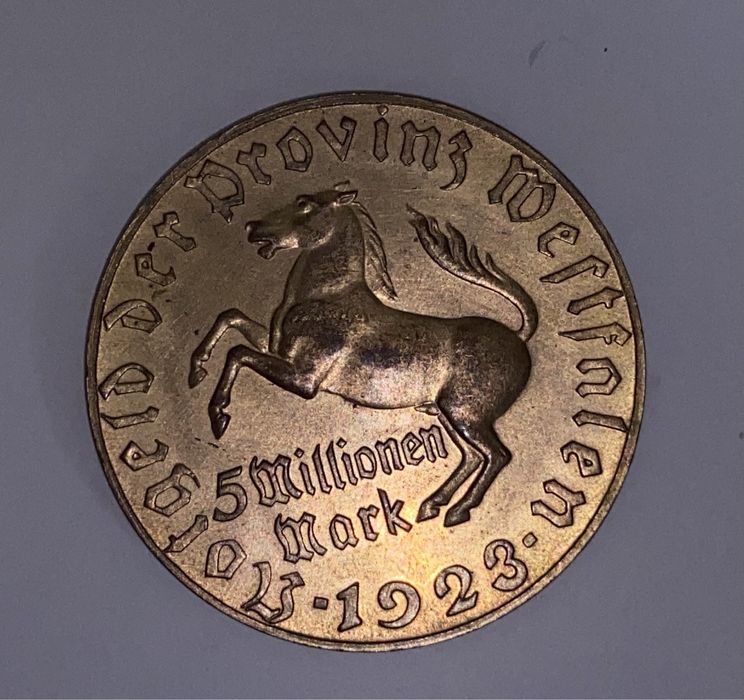 Notgeld der Provinz Westfalen
5 Millionen
Mark
· 1923 ·